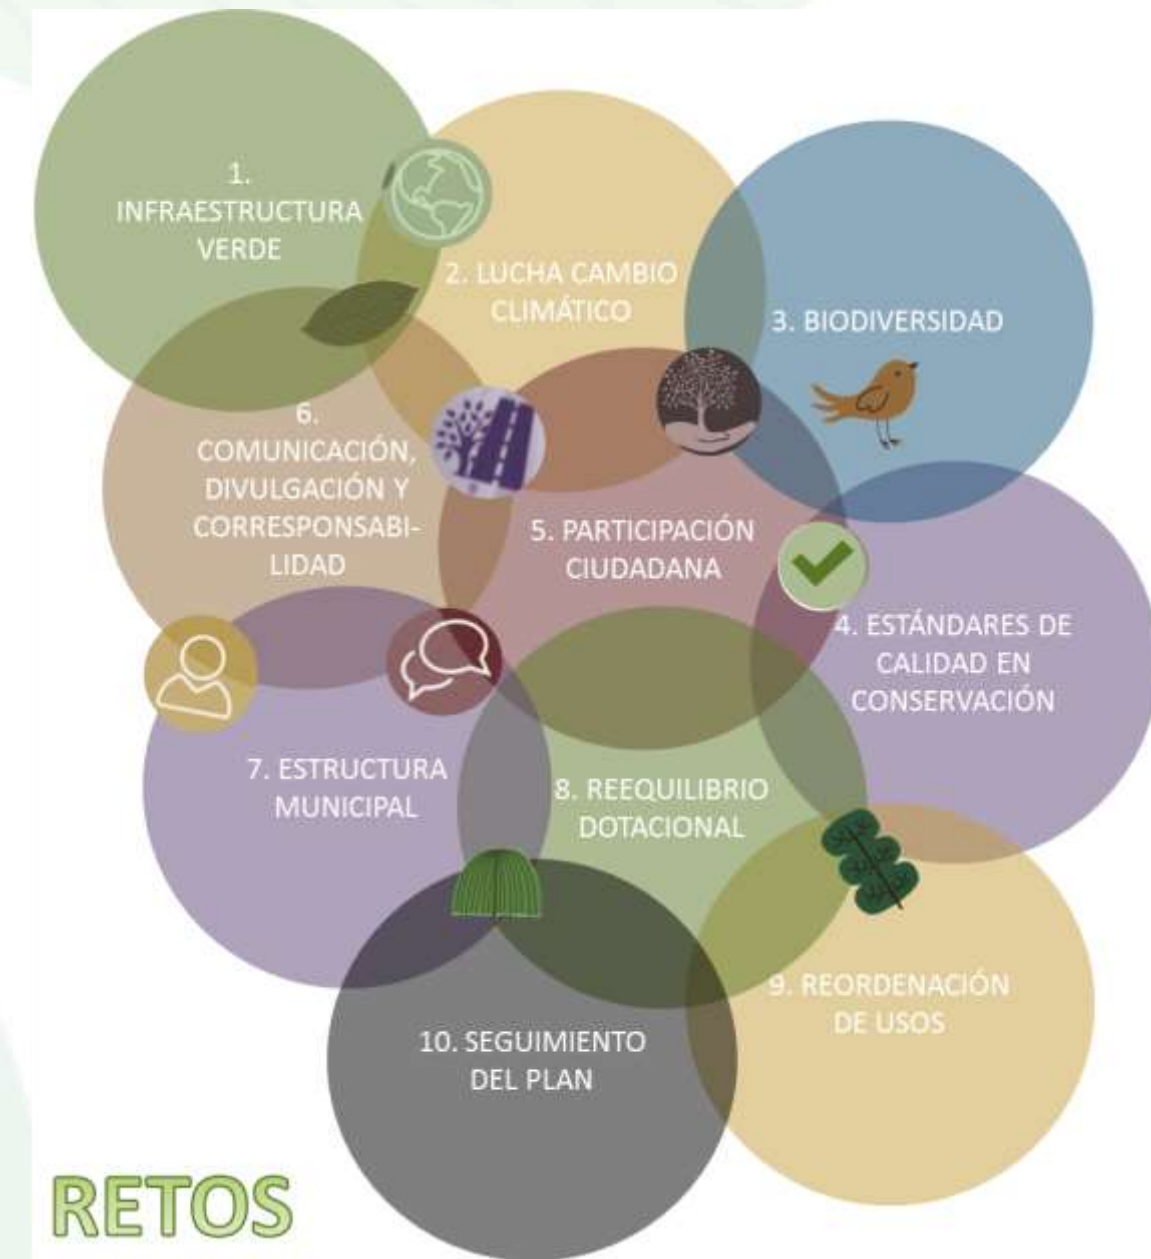 1.
INFRAESTRUCTURA
VERDE
2. LUCHA CAMBIO
CLIMÁTICO
3. BIODIVERSIDAD
6.
COMUNICACIÓN,
DIVULGACIÓN Y
CORRESPONSABI-
LIDAD
5. PARTICIPACIÓN
CIUDADANA
4. ESTÁNDARES DE
CALIDAD EN
CONSERVACIÓN
7. ESTRUCTURA
MUNICIPAL
8. REEQUILIBRIO
DOTACIONAL
9. REORDENACIÓN
DE USOS
10. SEGUIMIENTO
DEL PLAN
RETOS